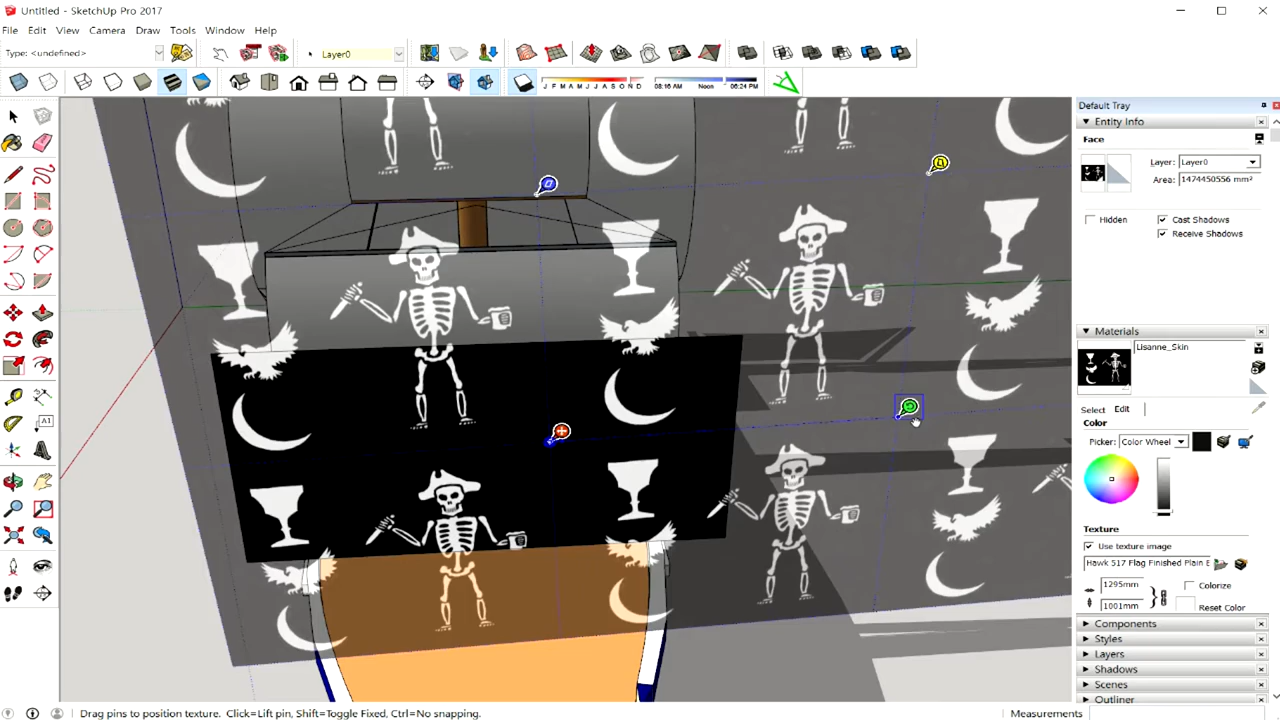 Untitled - SketchUp Pro 2017
File Edit View Camera Draw Tools Window Help
Type: <undefined>
Layer0
J F M A M J J A S O N D
08:16 AM Noon 06:24 PM
Default Tray
Entity Info
Face
Layer: Layer0
Area: 1474450556 mm²
Hidden
Cast Shadows
Receive Shadows
Materials
Lisanne_Skin
Select Edit
Color
Picker: Color Wheel
Texture
Use texture image
Hawk 517 Flag Finished Plain E
1295mm
Colorize
1001mm
Reset Color
Components
Styles
Layers
Shadows
Scenes
Outliner
A1
Drag pins to position texture. Click=Lift pin, Shift=Toggle Fixed, Ctrl=No snapping.
Measurements